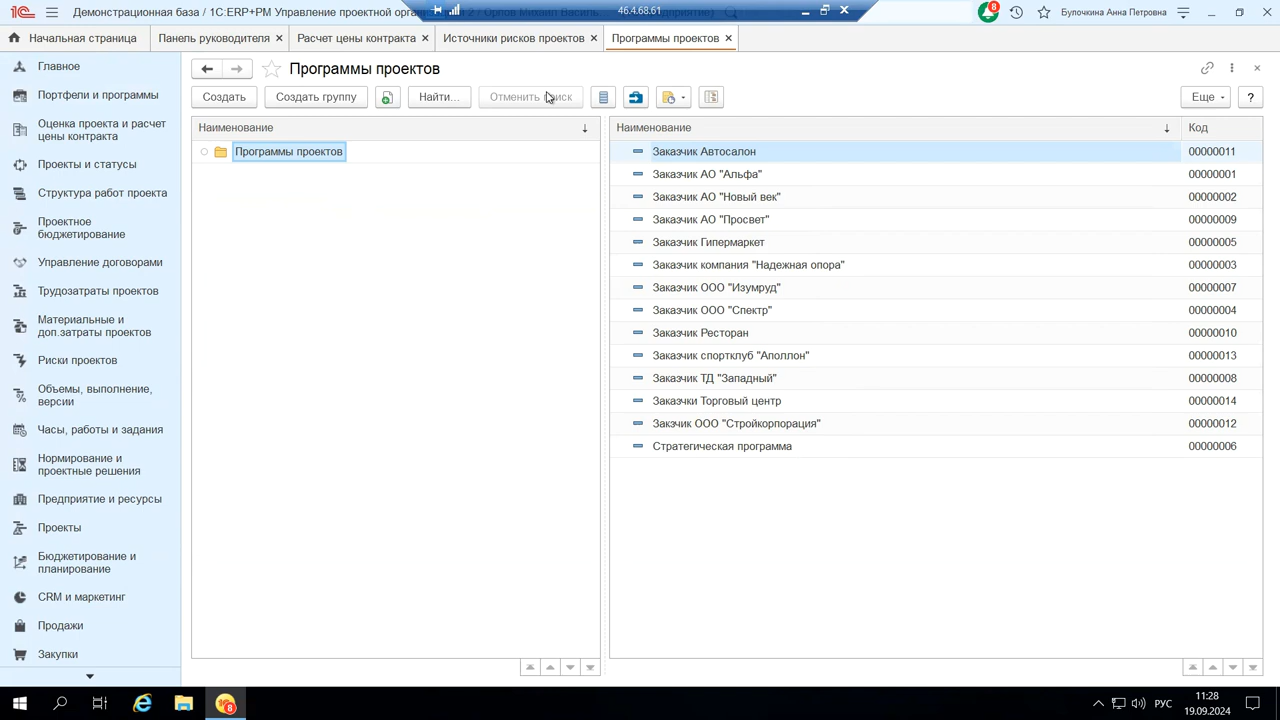 Демонстрационная база / 1C:ERP+PM Управление проектной
46.4.68.61
8
Булочкина Анна Петровна
Начальная страница
Панель руководителя ×
Расчет цены контракта ×
Источники рисков проектов ×
Программы проектов ×
Главное
Портфели и программы
Оценка проекта и расчет
цены контракта
Проекты и статусы
Структура работ проекта
Проектное
бюджетирование
Управление договорами
Трудозатраты проектов
Материальные и
доп.затраты проектов
Риски проектов
Объемы, выполнение,
версии
Часы, работы и задания
Нормирование и
проектные решения
Предприятие и ресурсы
Проекты
Бюджетирование и
планирование
CRM и маркетинг
Продажи
Закупки
Программы проектов
Создать
Создать группу
Найти...
Отменить поиск
Еще
?
Наименование
Программы проектов
Наименование Код
Заказчик Автосалон 00000011
Заказчик АО "Альфа" 00000001
Заказчик АО "Новый век" 00000002
Заказчик АО "Просвет" 00000009
Заказчик Гипермаркет 00000005
Заказчик компания "Надежная опора" 00000003
Заказчик ООО "Изумруд" 00000007
Заказчик ООО "Спектр" 00000004
Заказчик Ресторан 00000010
Заказчик спортклуб "Аполлон" 00000013
Заказчик ТД "Западный" 00000008
Заказчки Торговый центр 00000014
Закзчик ООО "Стройкорпорация" 00000012
Стратегическая программа 00000006
8
РУС
11:28
19.09.2024